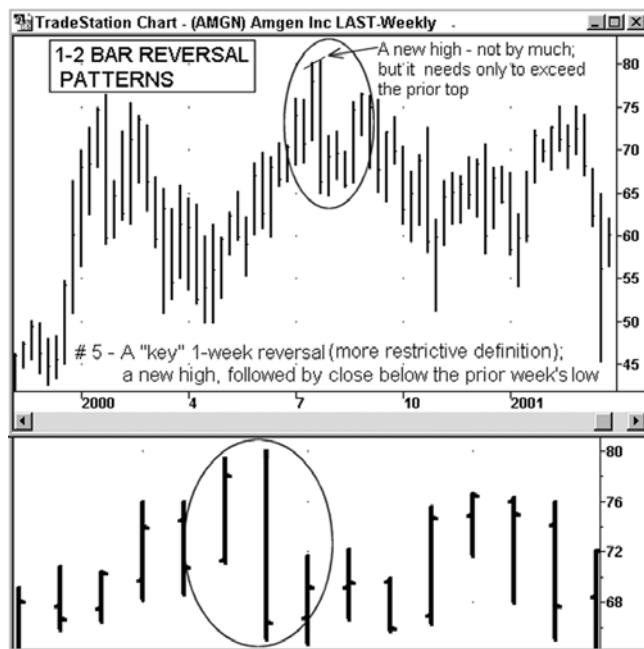 TradeStation Chart - (AMGN) Amgen Inc LAST-Weekly
1-2 BAR REVERSAL
PATTERNS
A new high - not by much;
but it needs only to exceed
the prior top
80
75
70
65
60
55
50
45
# 5 - A "key" 1-week reversal (more restrictive definition);
a new high, followed by close below the prior week's low
2000 4 7 10 2001
80
76
72
68